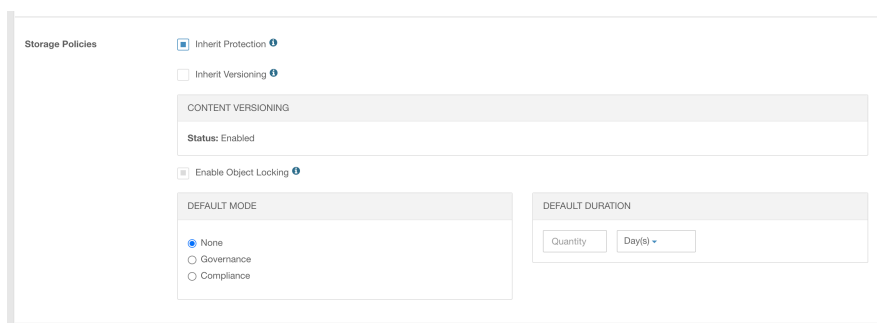 Storage Policies
Inherit Protection
Inherit Versioning
CONTENT VERSIONING
Status: Enabled
Enable Object Locking
DEFAULT MODE
None
Governance
Compliance
DEFAULT DURATION
Quantity
Day(s)